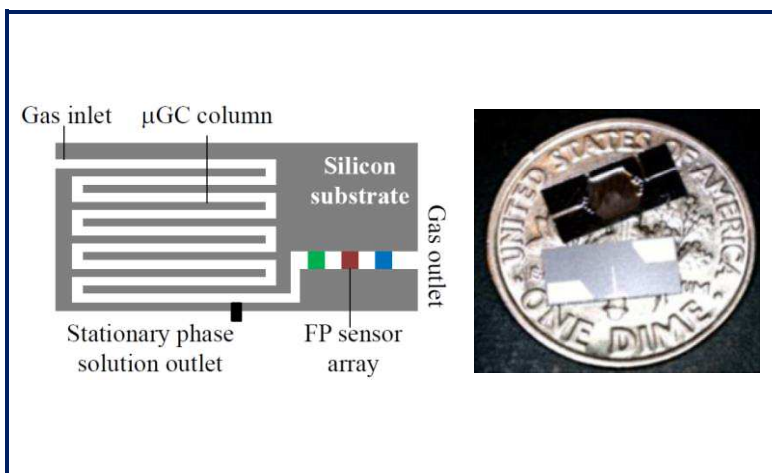 Gas inlet
μGC column
Silicon
substrate
Gas outlet
Stationary phase
solution outlet
FP sensor
array
UNITED STATES OF AMERICA
ONE DIME